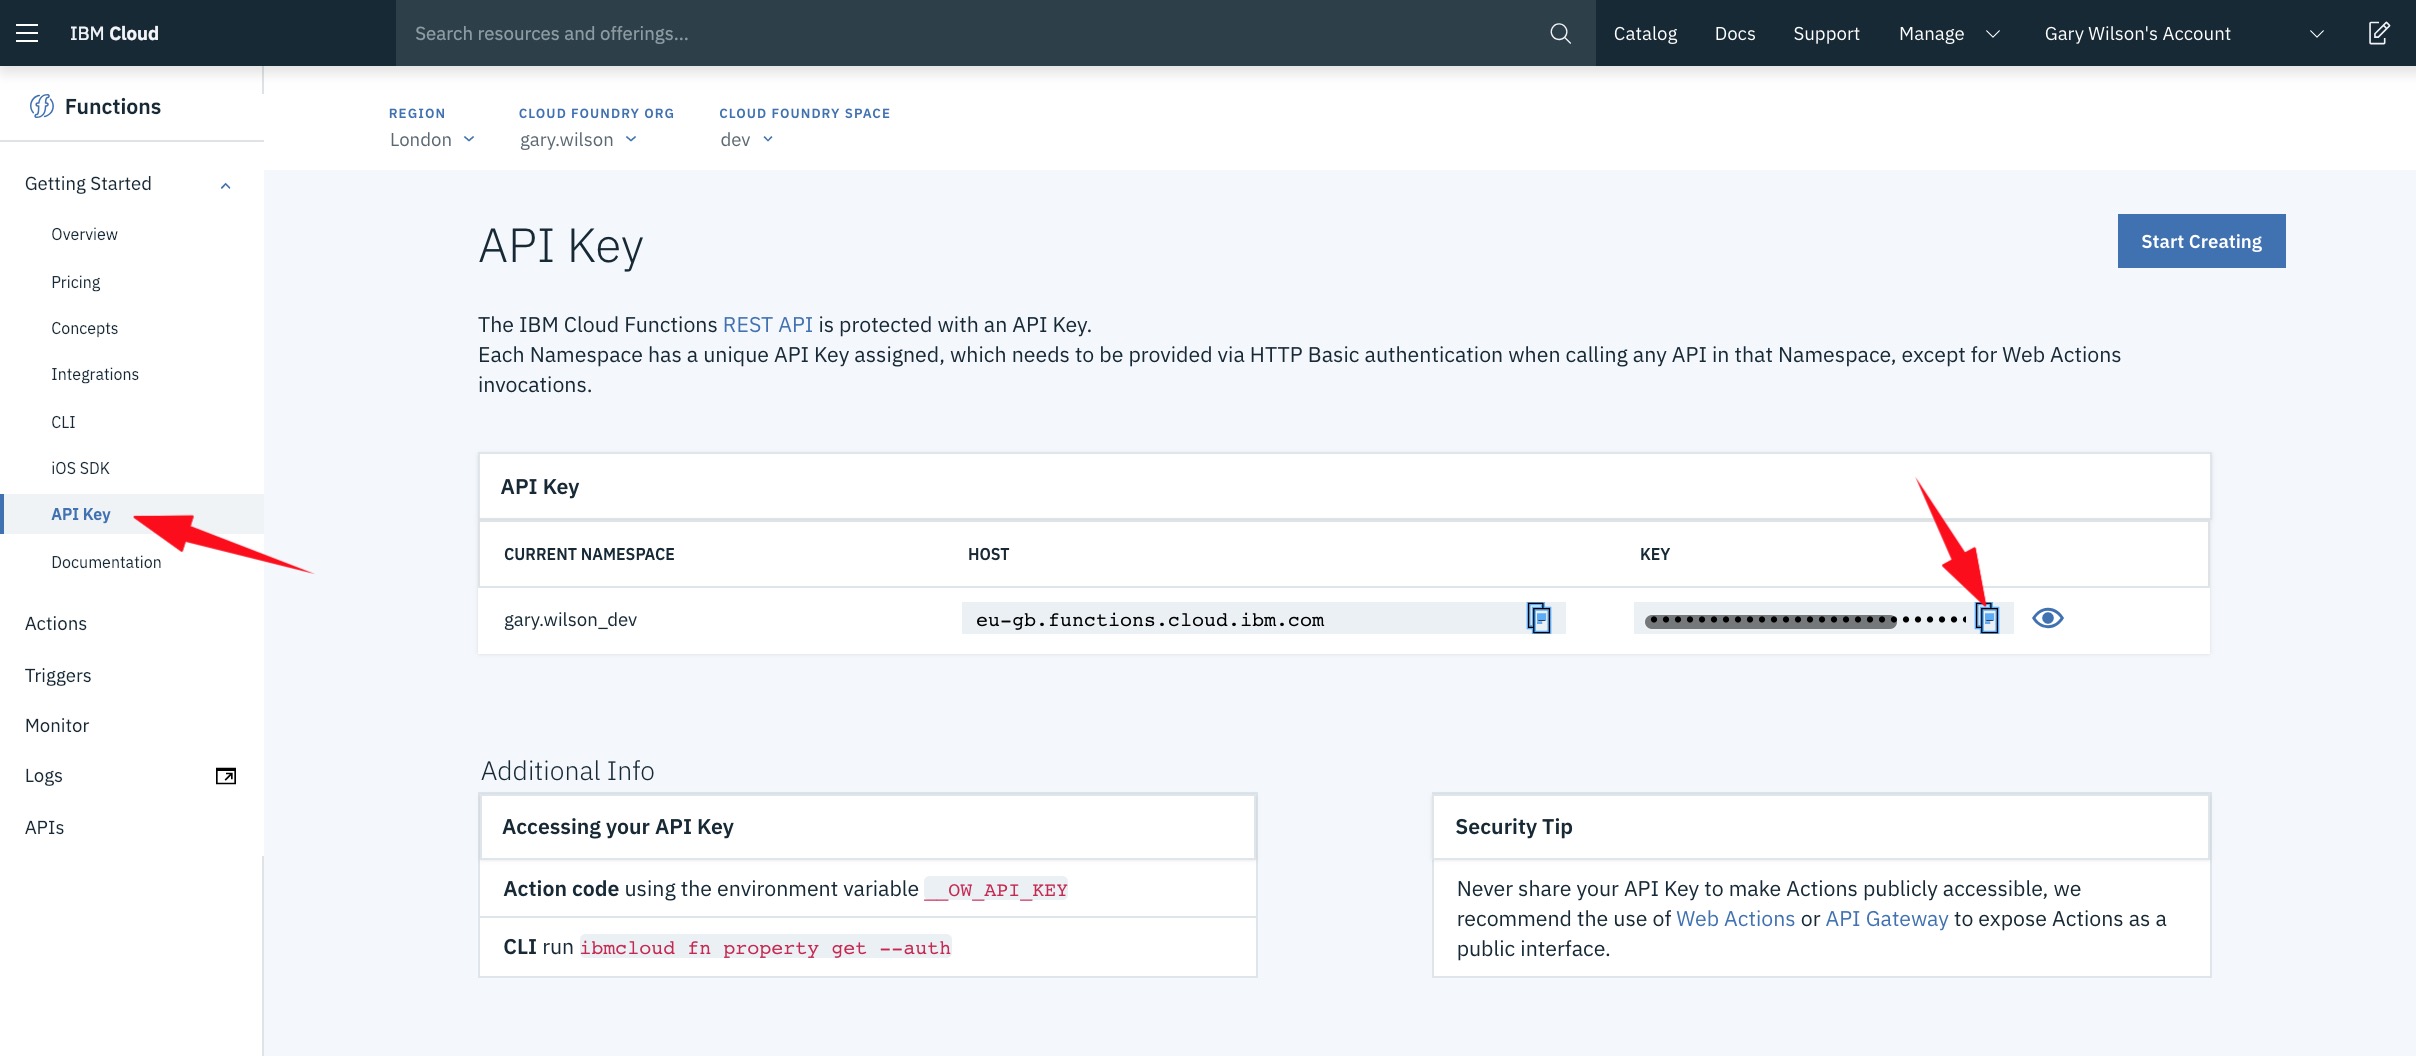 IBM Cloud
Search resources and offerings...
Catalog
Docs
Support
Manage
Gary Wilson's Account
Functions
Getting Started
Overview
Pricing
Concepts
Integrations
CLI
iOS SDK
API Key
Documentation
Actions
Triggers
Monitor
Logs
APIs
REGION
London
CLOUD FOUNDRY ORG
gary.wilson
CLOUD FOUNDRY SPACE
dev
API Key
Start Creating
The IBM Cloud Functions REST API is protected with an API Key.
Each Namespace has a unique API Key assigned, which needs to be provided via HTTP Basic authentication when calling any API in that Namespace, except for Web Actions
invocations.
API Key
CURRENT NAMESPACE
HOST
KEY
gary.wilson_dev
eu-gb.functions.cloud.ibm.com
Additional Info
Accessing your API Key
Action code using the environment variable __OW_API_KEY
CLI run ibmcloud fn property get --auth
Security Tip
Never share your API Key to make Actions publicly accessible, we
recommend the use of Web Actions or API Gateway to expose Actions as a
public interface.